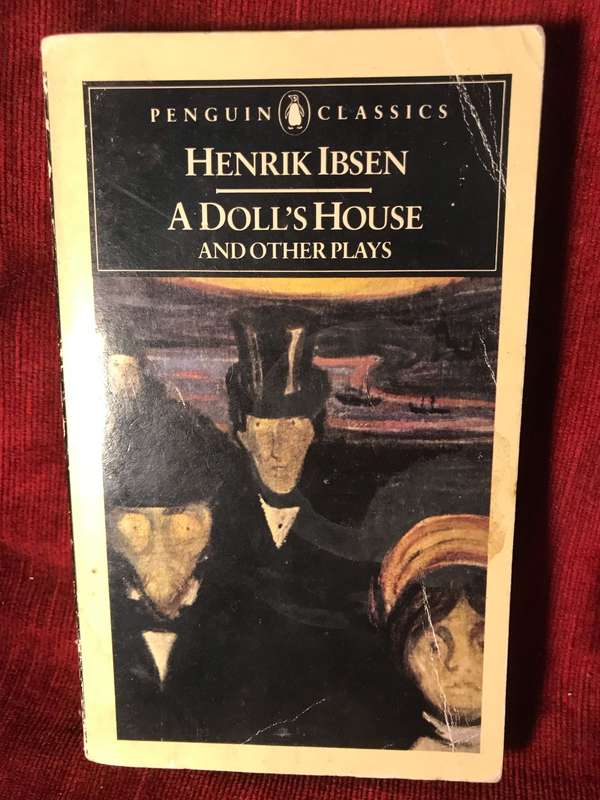 PENGUIN CLASSICS
HENRIK IBSEN
A DOLL'S HOUSE
AND OTHER PLAYS